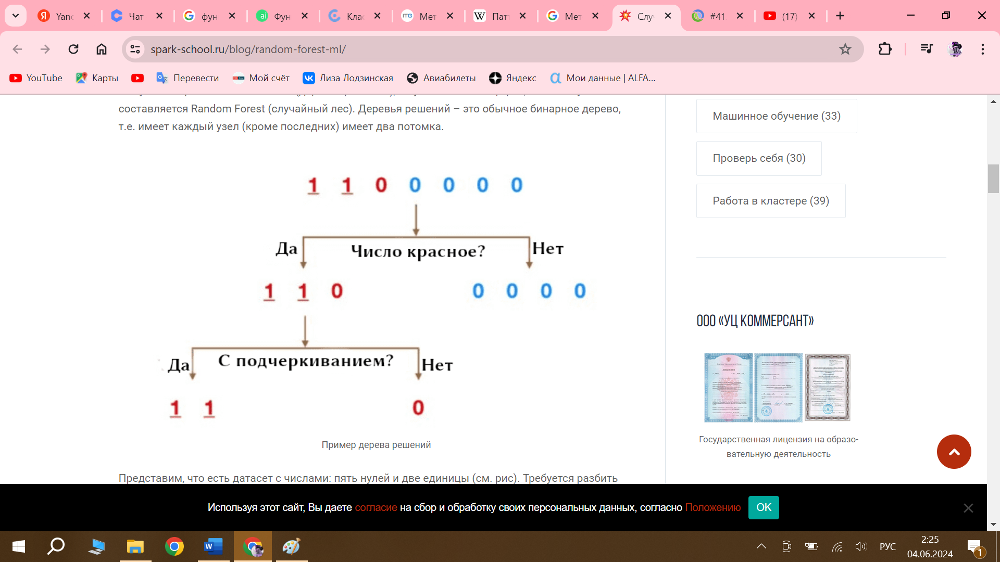 Yanc
Чат
фун
Фун
Клас
ITG
Мет
W
Пат
Мет
Случ
#41
(17)
spark-school.ru/blog/random-forest-ml/
YouTube
Карты
Перевести
Мой счёт
Лиза Лодзинская
Авиабилеты
Яндекс
Мои данные | ALFA...
составляется Random Forest (случайный лес). Деревья решений – это обычное бинарное дерево,
т.е. имеет каждый узел (кроме последних) имеет два потомка.
1 1 0 0 0 0 0
Да Число красное? Нет
1 1 0 0 0 0 0
Да С подчеркиванием? Нет
1 1 0
Пример дерева решений
Представим, что есть датасет с числами: пять нулей и две единицы (см. рис). Требуется разбить
Машинное обучение (33)
Проверь себя (30)
Работа в кластере (39)
ООО «УЦ КОММЕРСАНТ»
Государственная лицензия на образо-
вательную деятельность
Используя этот сайт, Вы даете согласие на сбор и обработку своих персональных данных, согласно Положению
OK
РУС
2:25
04.06.2024
1